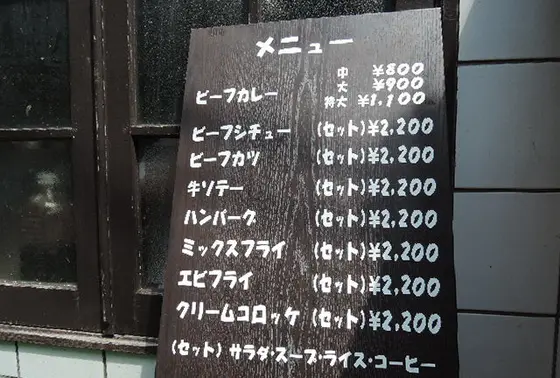 メニュー
ビーフカレー 中 ¥800
大 ¥900
特大 ¥1,100
ビーフシチュー (セット)¥2,200
ビーフカツ (セット)¥2,200
牛ソテー (セット)¥2,200
ハンバーグ (セット)¥2,200
ミックスフライ (セット)¥2,200
エビフライ (セット)¥2,200
クリームコロッケ (セット)¥2,200
(セット) サラダ・スープ・ライス・コーヒー